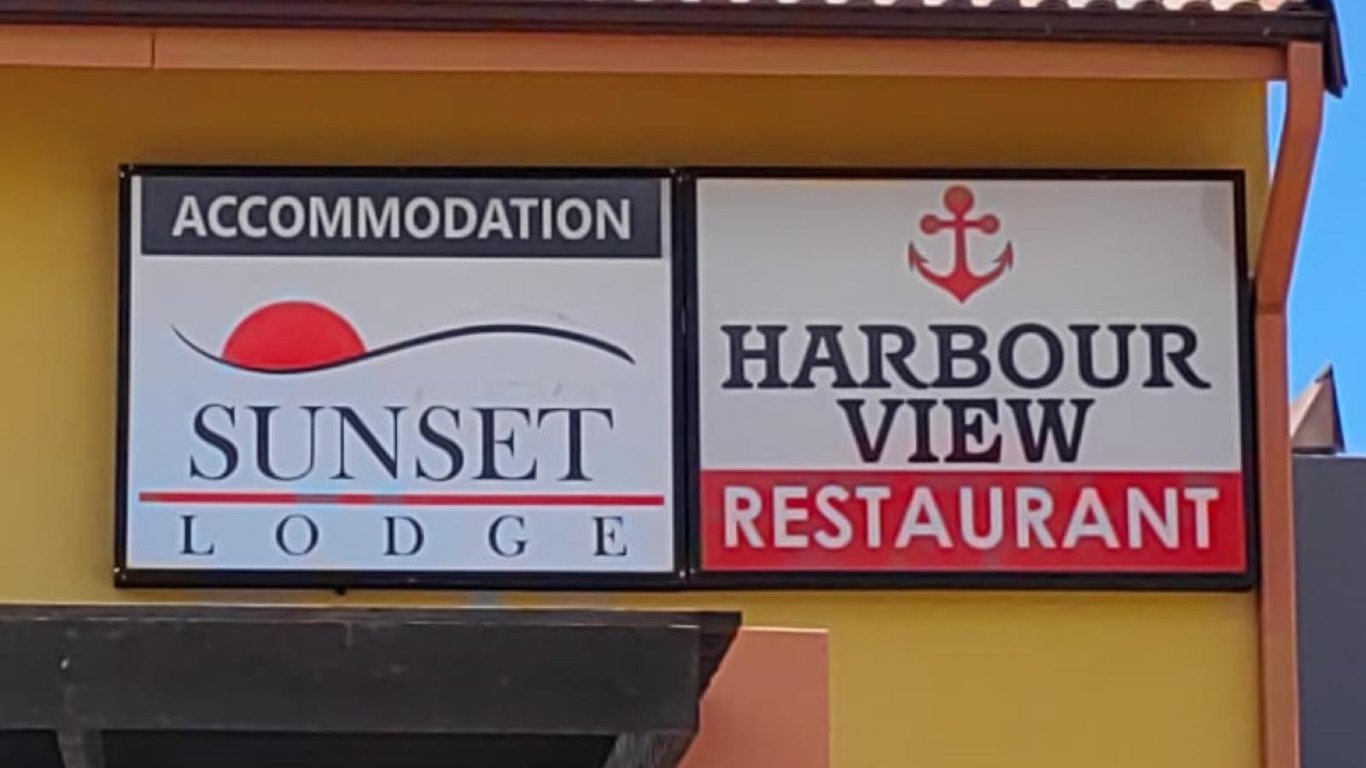 ACCOMMODATION
SUNSET
LODGE
HARBOUR
VIEW
RESTAURANT